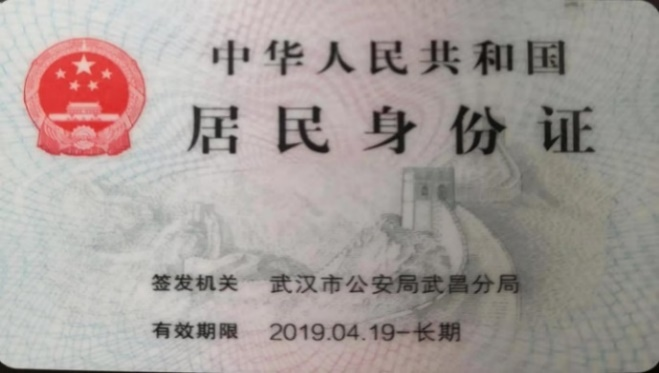 中华人民共和国
居民身份证
签发机关 武汉市公安局武昌分局
有效期限 2019.04.19-长期